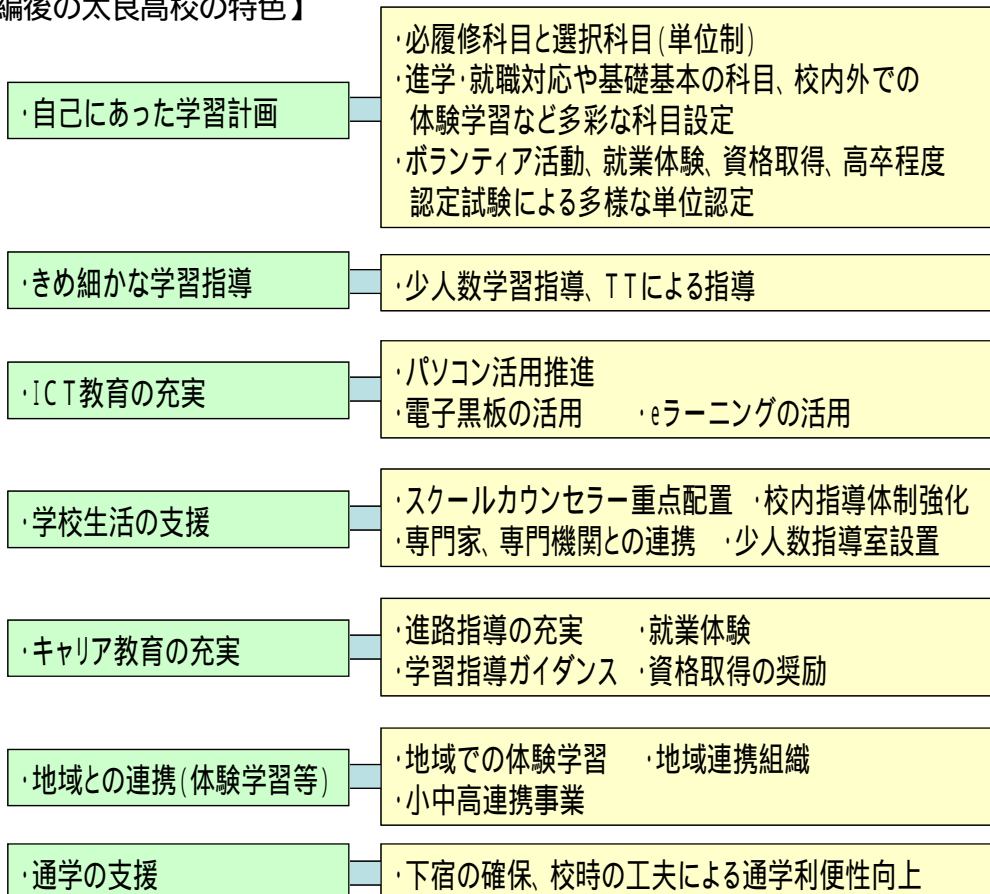 編後の太良高校の特色】
·自己にあった学習計画
·必履修科目と選択科目(単位制)
·進学·就職対応や基礎基本の科目、校内外での
体験学習など多彩な科目設定
·ボランティア活動、就業体験、資格取得、高卒程度
認定試験による多様な単位認定
·きめ細かな学習指導
·少人数学習指導、TTによる指導
·ICT教育の充実
·パソコン活用推進
·電子黒板の活用 ·eラーニングの活用
·学校生活の支援
·スクールカウンセラー重点配置 ·校内指導体制強化
·専門家、専門機関との連携 ·少人数指導室設置
·キャリア教育の充実
·進路指導の充実 ·就業体験
·学習指導ガイダンス ·資格取得の奨励
·地域との連携(体験学習等)
·地域での体験学習 ·地域連携組織
·小中高連携事業
·通学の支援
·下宿の確保、校時の工夫による通学利便性向上